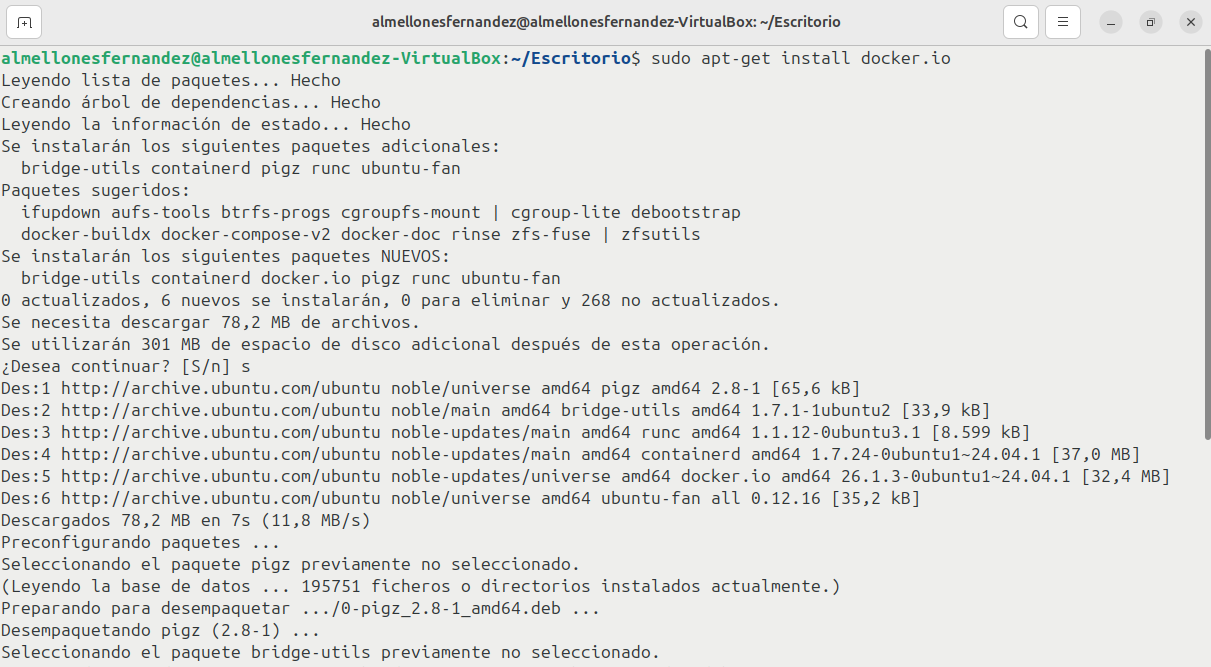 almellonesfernandez@almellonesfernandez-VirtualBox: ~/Escritorio
almellonesfernandez@almellonesfernandez-VirtualBox:~/Escritorio$ sudo apt-get install docker.io
Leyendo lista de paquetes... Hecho
Creando árbol de dependencias... Hecho
Leyendo la información de estado... Hecho
Se instalarán los siguientes paquetes adicionales:
  bridge-utils containerd pigz runc ubuntu-fan
Paquetes sugeridos:
  ifupdown aufs-tools btrfs-progs cgroupfs-mount | cgroup-lite debootstrap
  docker-buildx docker-compose-v2 docker-doc rinse zfs-fuse | zfsutils
Se instalarán los siguientes paquetes NUEVOS:
  bridge-utils containerd docker.io pigz runc ubuntu-fan
0 actualizados, 6 nuevos se instalarán, 0 para eliminar y 268 no actualizados.
Se necesita descargar 78,2 MB de archivos.
Se utilizarán 301 MB de espacio de disco adicional después de esta operación.
¿Desea continuar? [S/n] s
Des:1 http://archive.ubuntu.com/ubuntu noble/universe amd64 pigz amd64 2.8-1 [65,6 kB]
Des:2 http://archive.ubuntu.com/ubuntu noble/main amd64 bridge-utils amd64 1.7.1-1ubuntu2 [33,9 kB]
Des:3 http://archive.ubuntu.com/ubuntu noble-updates/main amd64 runc amd64 1.1.12-0ubuntu3.1 [8.599 kB]
Des:4 http://archive.ubuntu.com/ubuntu noble-updates/main amd64 containerd amd64 1.7.24-0ubuntu1~24.04.1 [37,0 MB]
Des:5 http://archive.ubuntu.com/ubuntu noble-updates/universe amd64 docker.io amd64 26.1.3-0ubuntu1~24.04.1 [32,4 MB]
Des:6 http://archive.ubuntu.com/ubuntu noble/universe amd64 ubuntu-fan all 0.12.16 [35,2 kB]
Descargados 78,2 MB en 7s (11,8 MB/s)
Preconfigurando paquetes ...
Seleccionando el paquete pigz previamente no seleccionado.
(Leyendo la base de datos ... 195751 ficheros o directorios instalados actualmente.)
Preparando para desempaquetar .../0-pigz_2.8-1_amd64.deb ...
Desempaquetando pigz (2.8-1) ...
Seleccionando el paquete bridge-utils previamente no seleccionado.